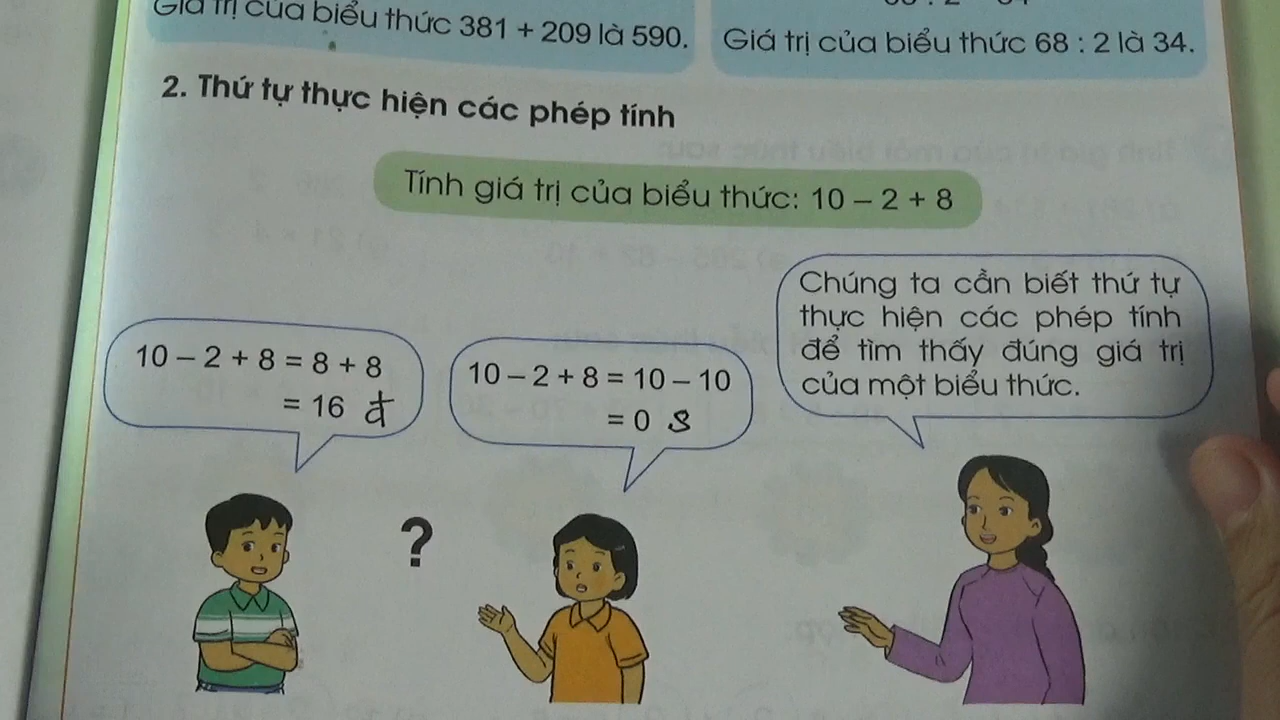 Giá trị của biểu thức 381 + 209 là 590.
Giá trị của biểu thức 68 : 2 là 34.
2. Thứ tự thực hiện các phép tính
Tính giá trị của biểu thức: 10 – 2 + 8
10 – 2 + 8 = 8 + 8
= 16 đ
10 – 2 + 8 = 10 – 10
= 0 s
Chúng ta cần biết thứ tự
thực hiện các phép tính
để tìm thấy đúng giá trị
của một biểu thức.
?